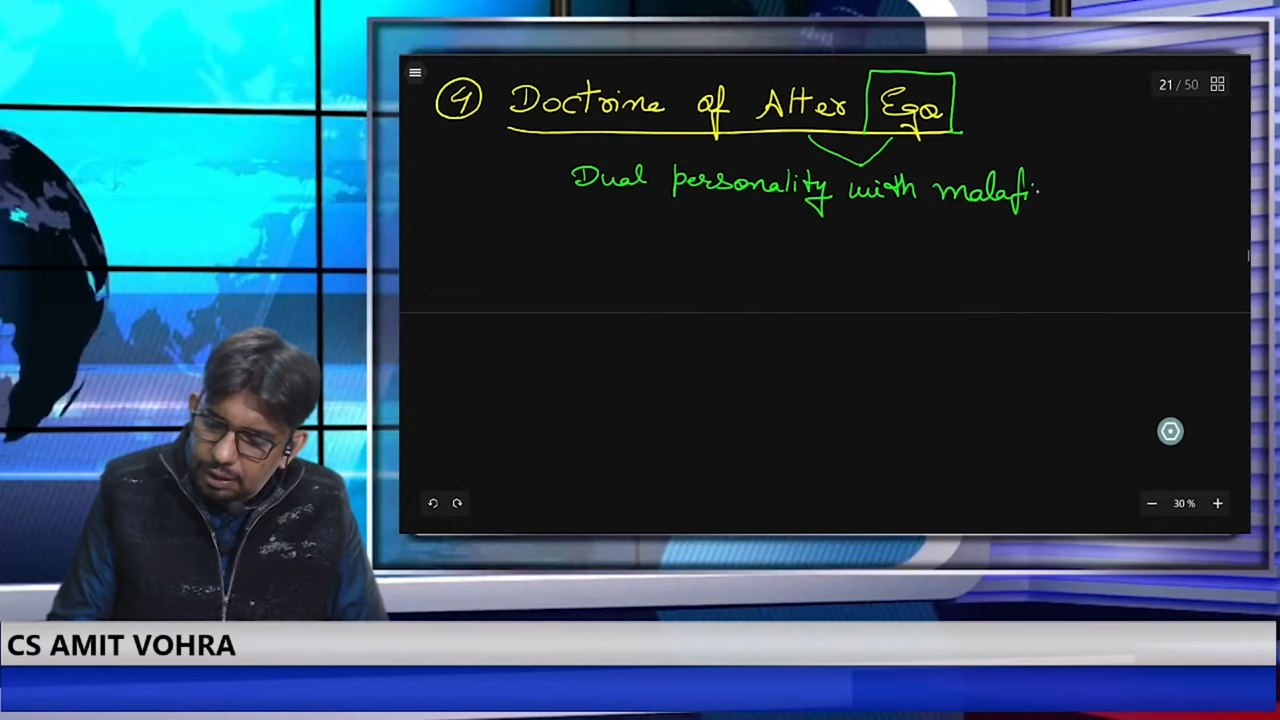 ④ Doctrine of Alter Ego
21 / 50
Dual personality with malafi
30 %
CS AMIT VOHRA